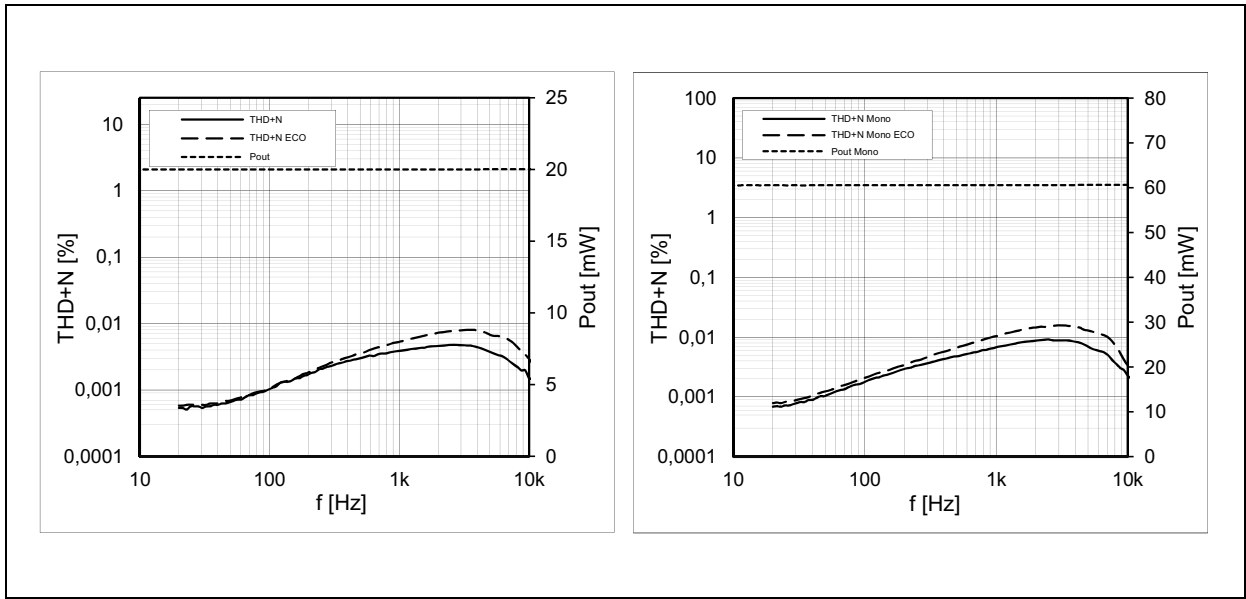 THD+N
THD+N ECO
Pout
10
1
0,1
0,01
0,001
0,0001
THD+N [%]
25
20
15
10
5
0
Pout [mW]
10
100
1k
10k
f [Hz]
THD+N Mono
THD+N Mono ECO
Pout Mono
100
10
1
0,1
0,01
0,001
0,0001
THD+N [%]
80
70
60
50
40
30
20
10
0
Pout [mW]
10
100
1k
10k
f [Hz]